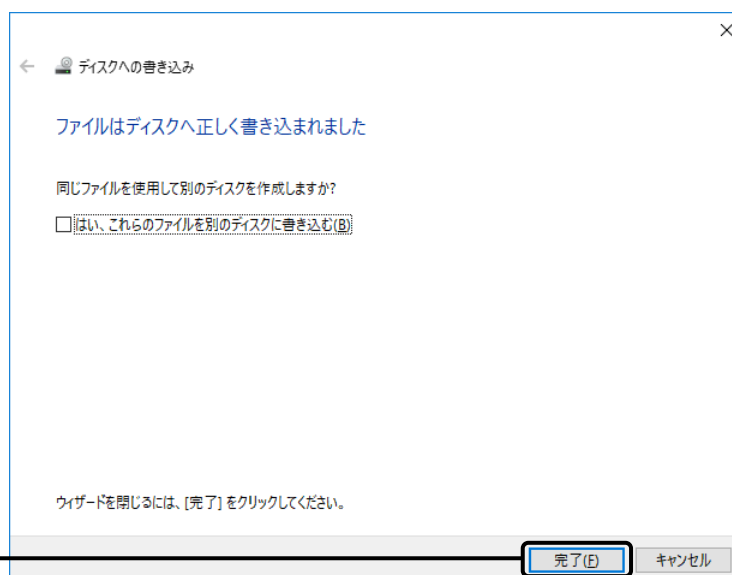 ディスクへの書き込み
ファイルはディスクへ正しく書き込まれました
同じファイルを使用して別のディスクを作成しますか?
はい、これらのファイルを別のディスクに書き込む(B)
ウィザードを閉じるには、[完了] をクリックしてください。
完了(F) キャンセル